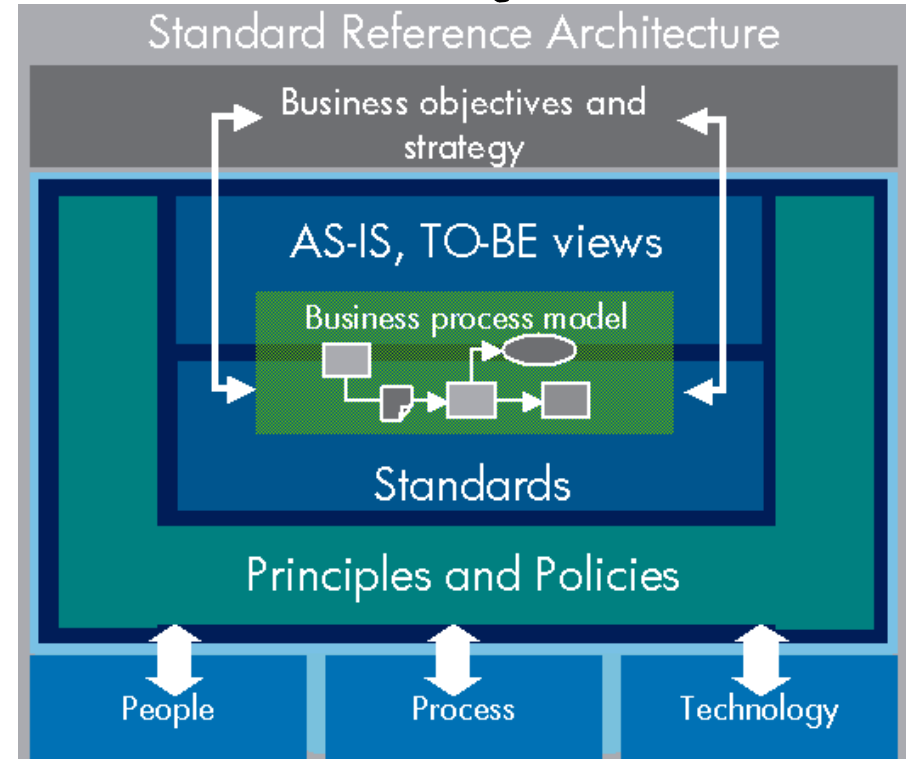 Standard Reference Architecture
Business objectives and
strategy
AS-IS, TO-BE views
Business process model
Standards
Principles and Policies
People
Process
Technology